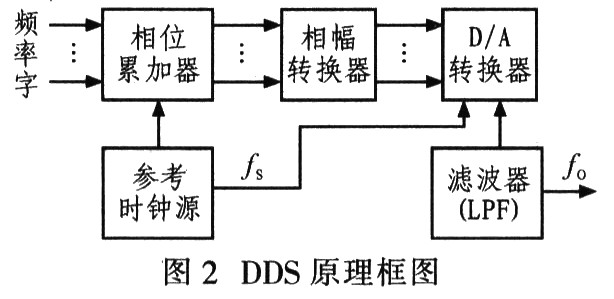 频率字
⋮
相位
累加器
⋮
相幅
转换器
⋮
D/A
转换器
参考
时钟源
fs
滤波器
(LPF)
fo
图 2 DDS 原理框图